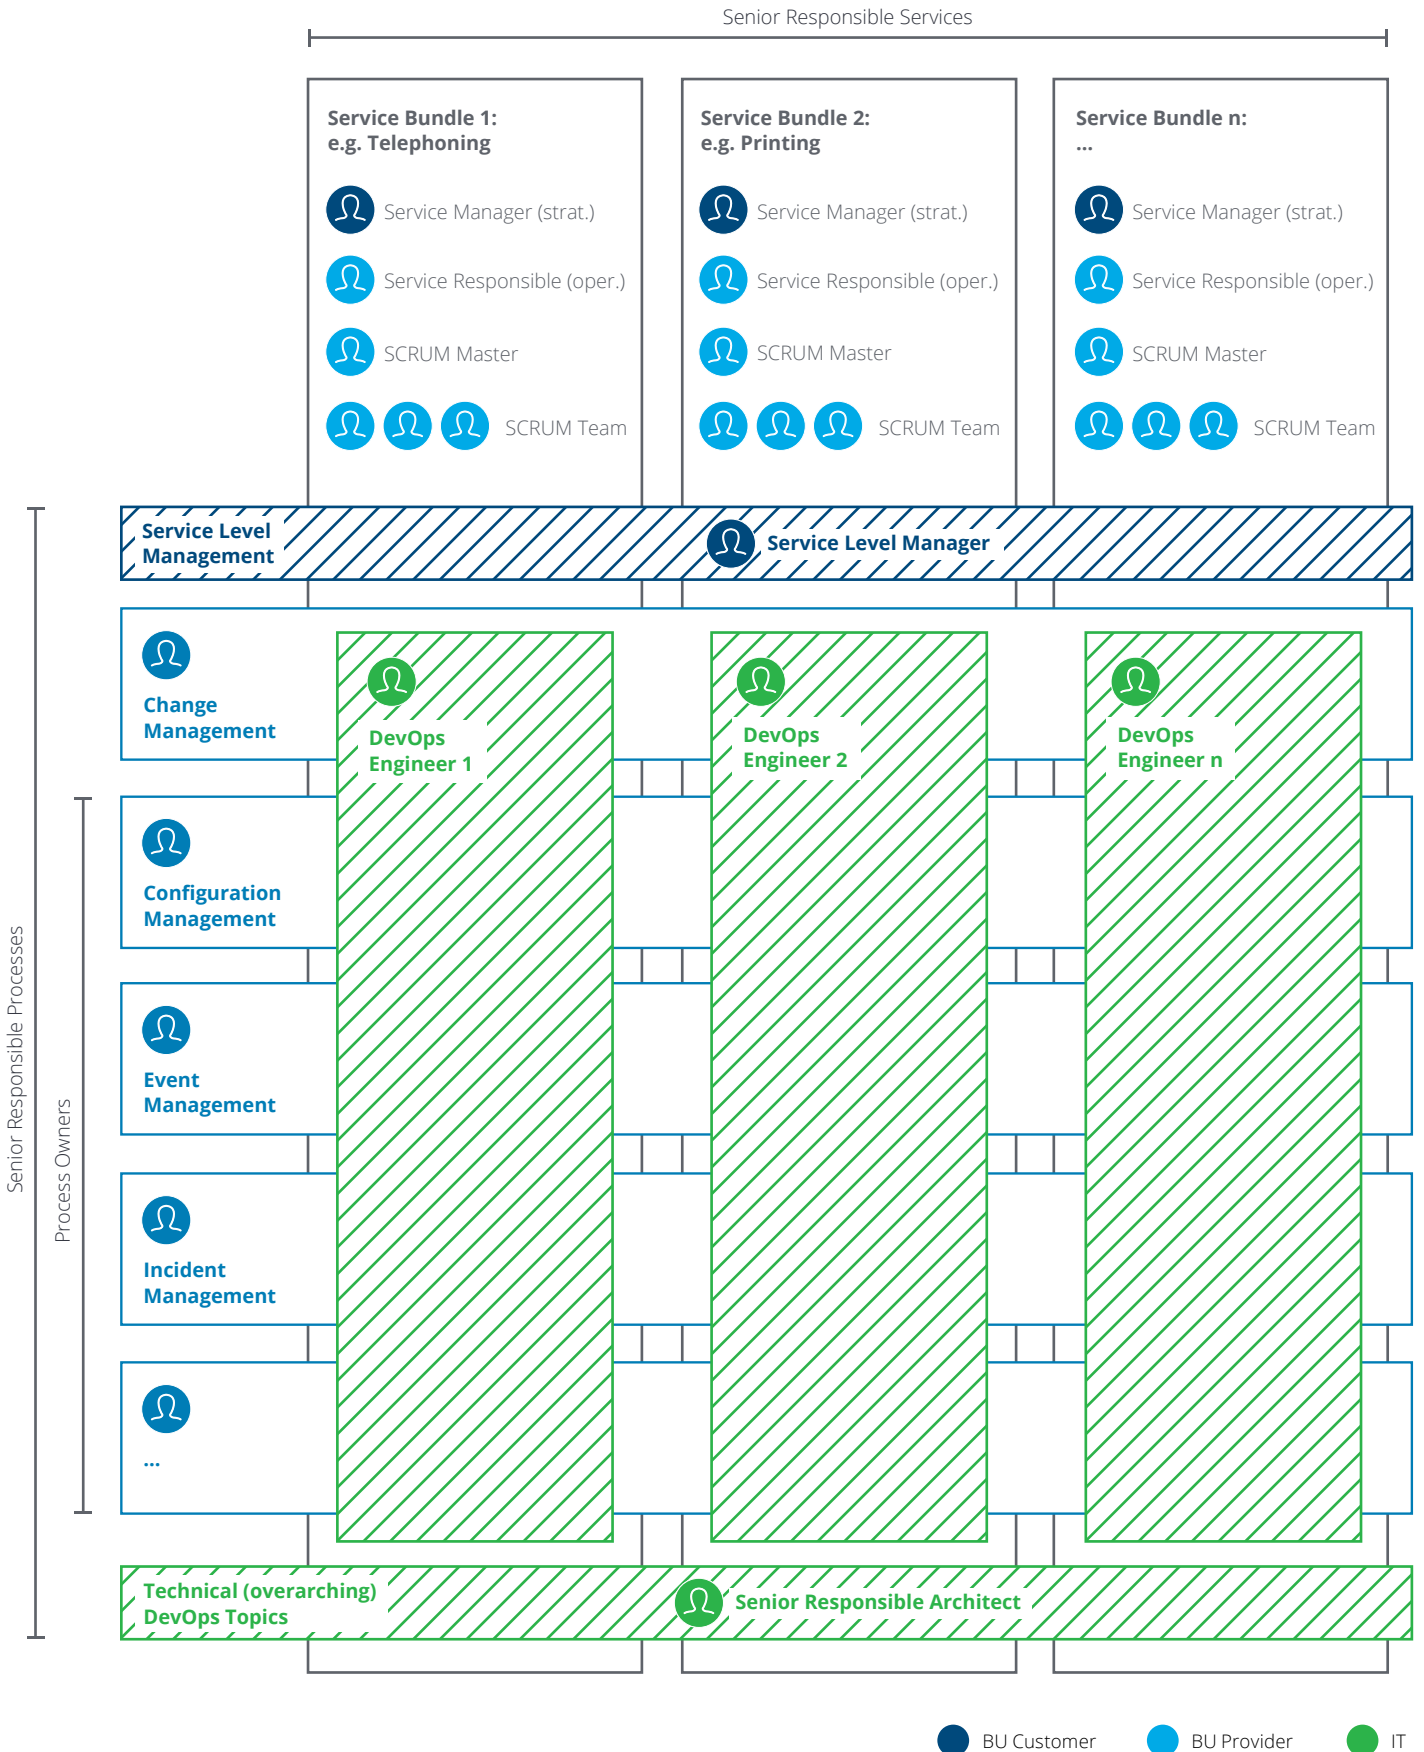 Senior Responsible Services
Service Bundle 1:
e.g. Telephoning
Service Manager (strat.)
Service Responsible (oper.)
SCRUM Master
SCRUM Team
Service Bundle 2:
e.g. Printing
Service Manager (strat.)
Service Responsible (oper.)
SCRUM Master
SCRUM Team
Service Bundle n:
...
Service Manager (strat.)
Service Responsible (oper.)
SCRUM Master
SCRUM Team
Senior Responsible Processes
Process Owners
Service Level
Management
Service Level Manager
Change
Management
DevOps
Engineer 1
DevOps
Engineer 2
DevOps
Engineer n
Configuration
Management
Event
Management
Incident
Management
...
Technical (overarching)
DevOps Topics
Senior Responsible Architect
BU Customer
BU Provider
IT